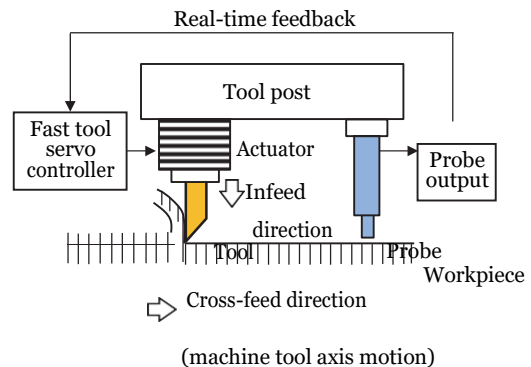 Real-time feedback
Tool post
Fast tool
servo
controller
Actuator
Probe
output
Infeed
direction
Tool
Probe
Workpiece
Cross-feed direction
(machine tool axis motion)